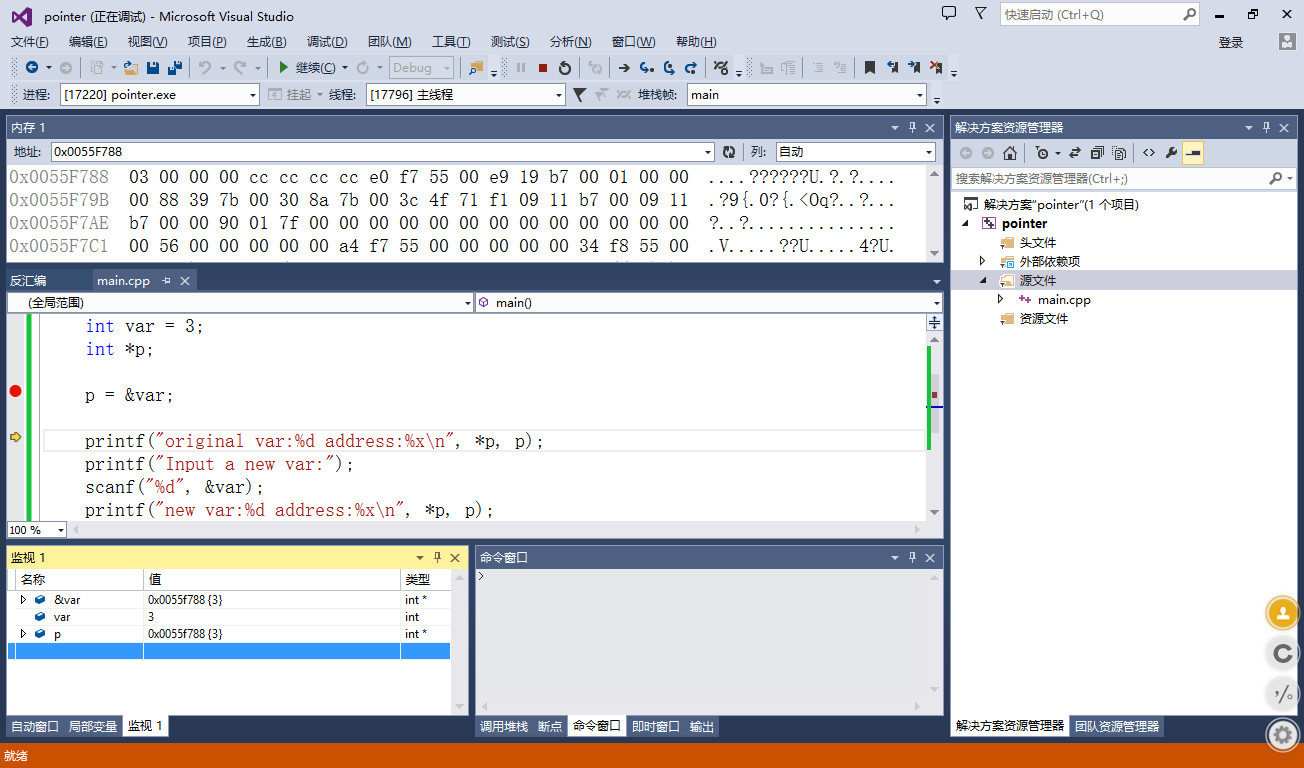 pointer (正在调试) - Microsoft Visual Studio
快速启动 (Ctrl+Q)
文件(F) 编辑(E) 视图(V) 项目(P) 生成(B) 调试(D) 团队(M) 工具(T) 测试(S) 分析(N) 窗口(W) 帮助(H) 登录
继续(C) Debug
进程: [17220] pointer.exe 挂起 线程: [17796] 主线程 堆栈帧: main
内存 1
地址: 0x0055F788 列: 自动
0x0055F788 03 00 00 00 cc cc cc cc e0 f7 55 00 e9 19 b7 00 01 00 00 ....??????U.?.?....
0x0055F79B 00 88 39 7b 00 30 8a 7b 00 3c 4f 71 f1 09 11 b7 00 09 11 .?9{.0?{.<Oq?..?...
0x0055F7AE b7 00 00 90 01 7f 00 00 00 00 00 00 00 00 00 00 00 00 00 ?..?...............
0x0055F7C1 00 56 00 00 00 00 00 a4 f7 55 00 00 00 00 00 34 f8 55 00 .V.....??U.....4?U.
反汇编 main.cpp
(全局范围) main()
int var = 3;
int *p;
p = &var;
printf("original var:%d address:%x\n", *p, p);
printf("Input a new var:");
scanf("%d", &var);
printf("new var:%d address:%x\n", *p, p);
100 %
监视 1
名称 值 类型
&var 0x0055f788 {3} int *
var 3 int
p 0x0055f788 {3} int *
自动窗口 局部变量 监视 1
命令窗口
>
调用堆栈 断点 命令窗口 即时窗口 输出
解决方案资源管理器
搜索解决方案资源管理器(Ctrl+;)
解决方案"pointer"(1 个项目)
pointer
头文件
外部依赖项
源文件
main.cpp
资源文件
解决方案资源管理器 团队资源管理器
就绪